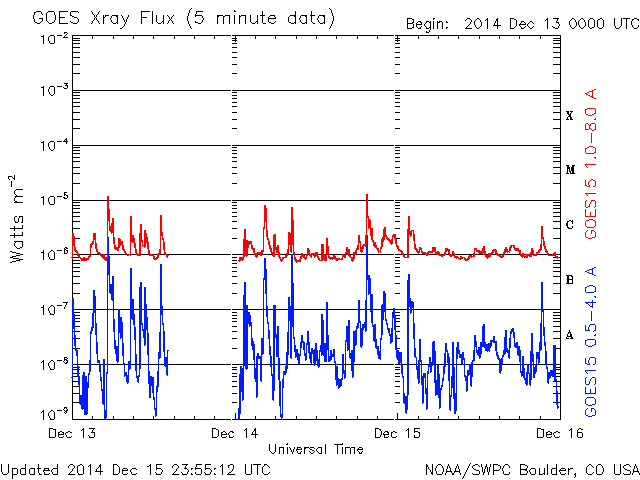 GOES Xray Flux (5 minute data)
Begin: 2014 Dec 13 0000 UTC
10-2
10-3
10-4
10-5
10-6
10-7
10-8
10-9
Watts m-2
X
M
C
B
A
GOES15 1.0-8.0 A
GOES15 0.5-4.0 A
Dec 13 Dec 14 Dec 15 Dec 16
Universal Time
Updated 2014 Dec 15 23:55:12 UTC
NOAA/SWPC Boulder, CO USA